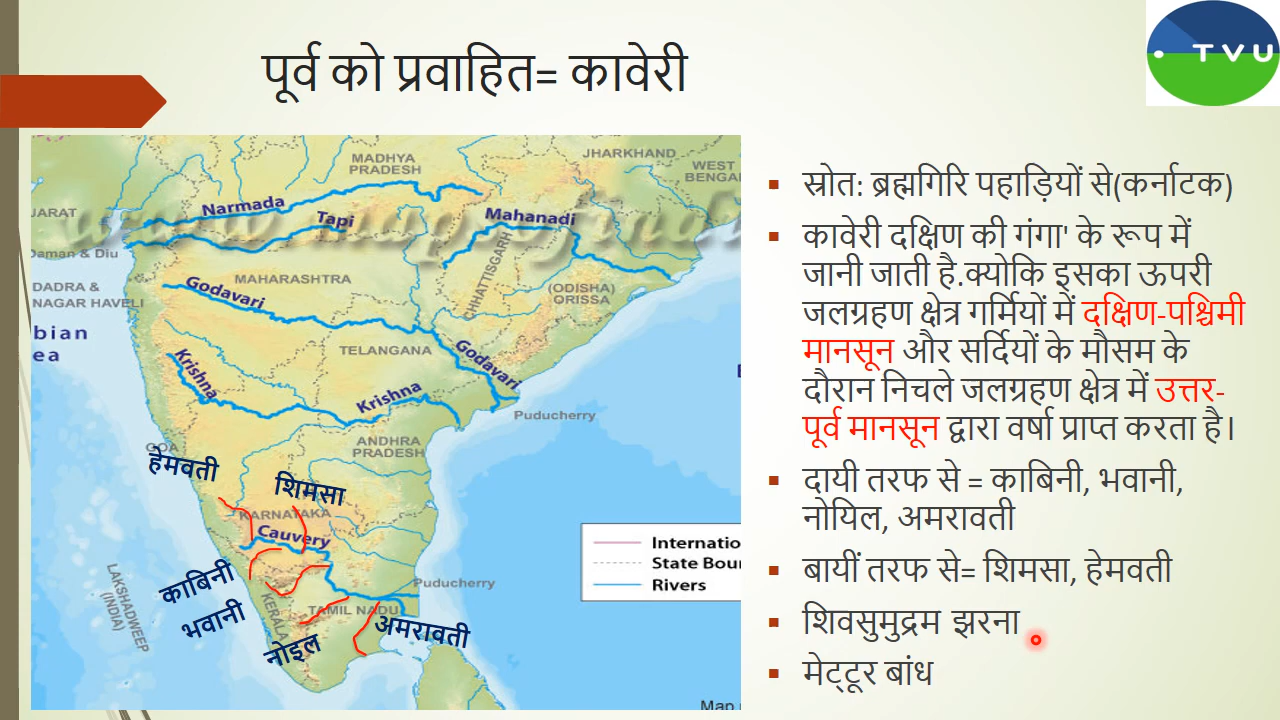 पूर्व को प्रवाहित= कावेरी
TVU
स्रोत: ब्रह्मगिरि पहाड़ियों से(कर्नाटक)
कावेरी दक्षिण की गंगा' के रूप में
जानी जाती है.क्योकि इसका ऊपरी
जलग्रहण क्षेत्र गर्मियों में दक्षिण-पश्चिमी
मानसून और सर्दियों के मौसम के
दौरान निचले जलग्रहण क्षेत्र में उत्तर-
पूर्व मानसून द्वारा वर्षा प्राप्त करता है।
दायी तरफ से = काबिनी, भवानी,
नोयिल, अमरावती
बायीं तरफ से= शिमसा, हेमवती
शिवसुमुद्रम झरना
मेट्टूर बांध
MADHYA
PRADESH
JHARKHAND
WEST
BENGAL
JARAT
Narmada
Tapi
Mahanadi
Daman & Diu
DADRA &
NAGAR HAVELI
MAHARASHTRA
CHHATTISGARH
(ODISHA)
ORISSA
Godavari
bian
ea
TELANGANA
Godavari
Krishna
Krishna
Puducherry
GOA
ANDHRA
PRADESH
हेमवती
शिमसा
KARNATAKA
Cauvery
Internatio
State Boun
Rivers
LAKSHADWEEP
(INDIA)
काबिनी
भवानी
KERALA
TAMIL NADU
Puducherry
नोइल
अमरावती
Map